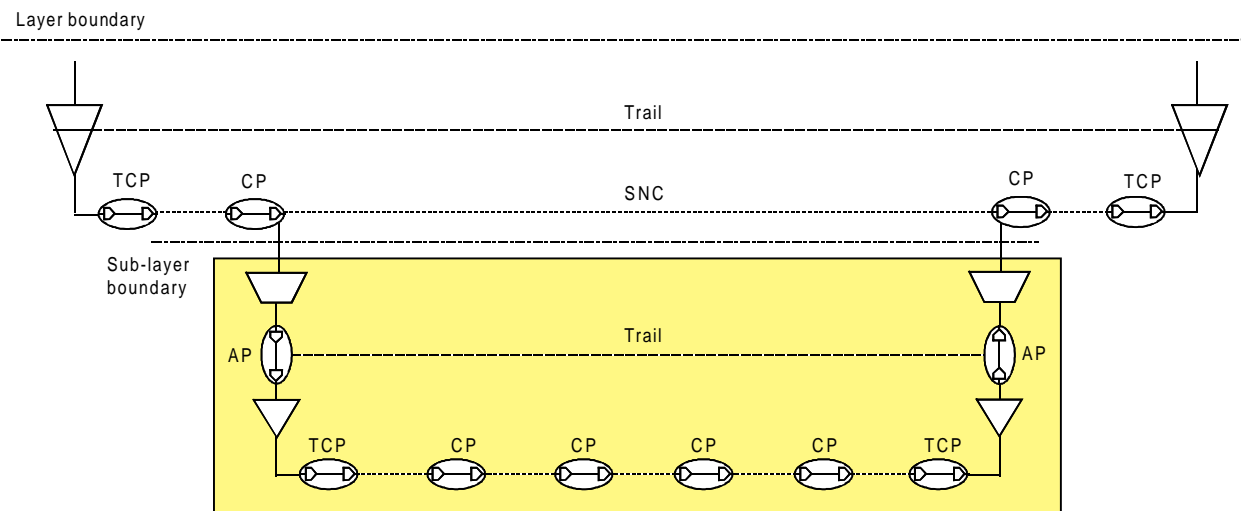 Layer boundary
Trail
TCP
CP
SNC
CP
TCP
Sub-layer
boundary
Trail
AP
AP
TCP
CP
CP
CP
CP
TCP